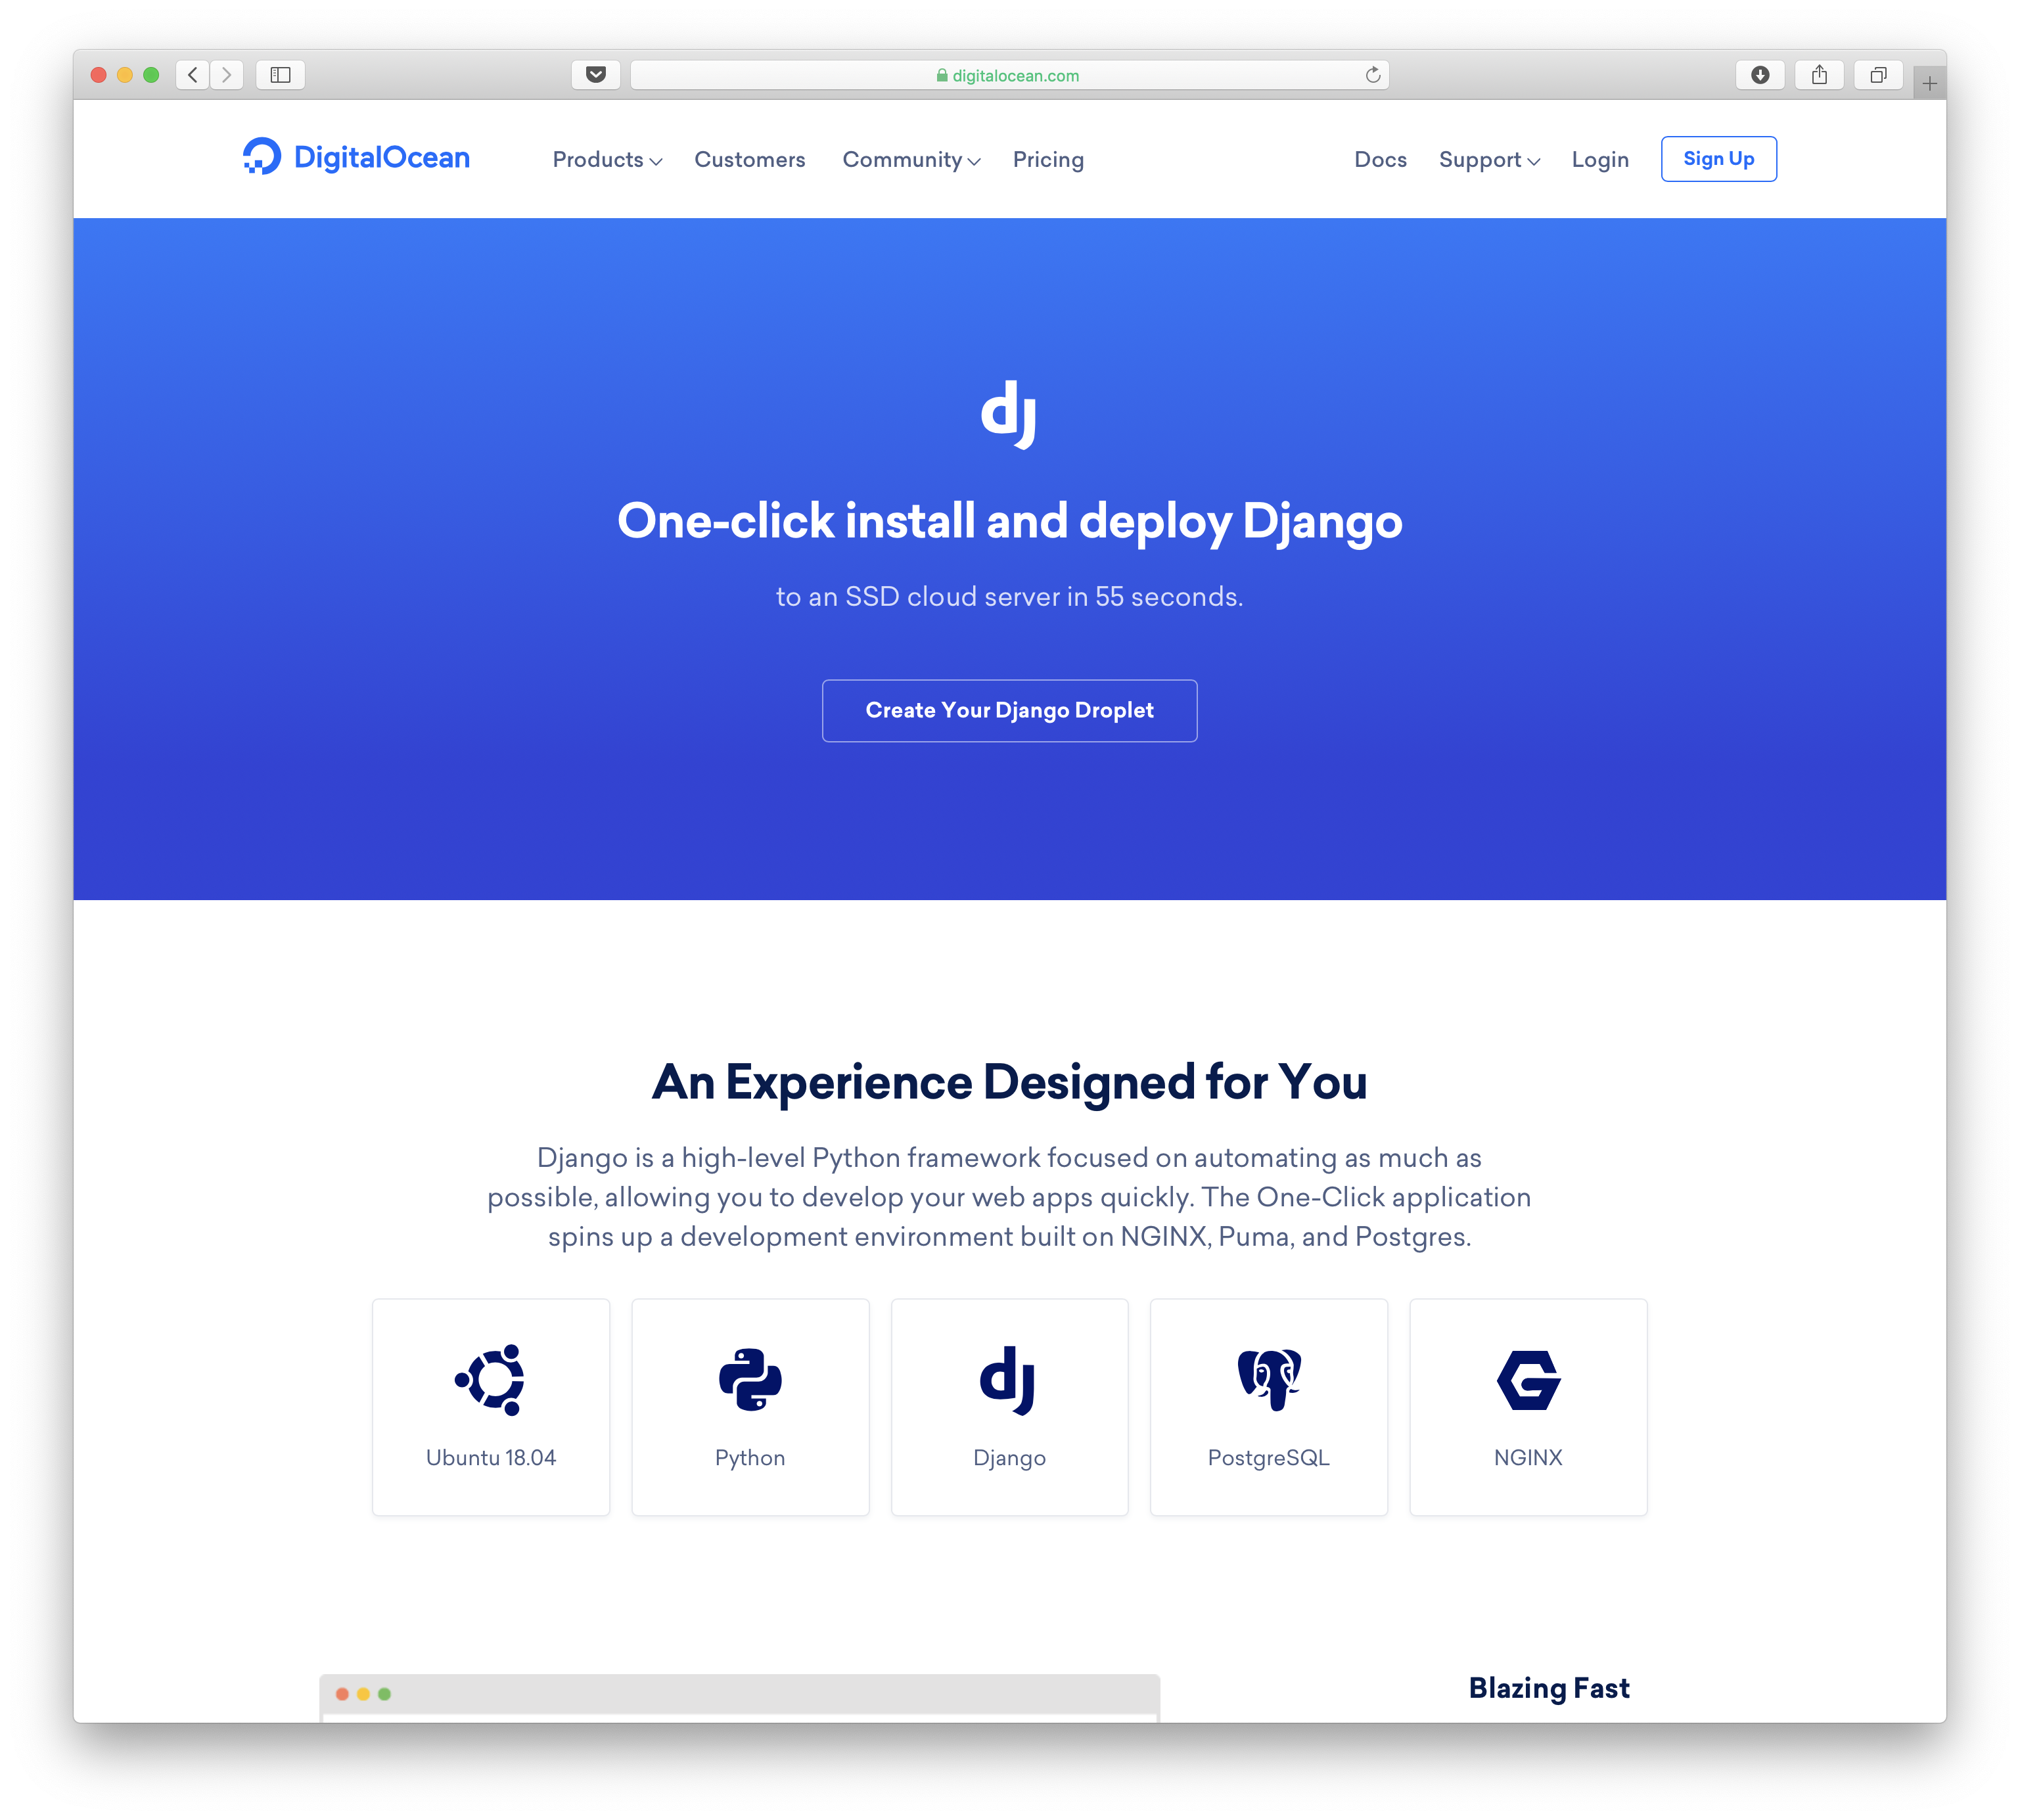 digitalocean.com
DigitalOcean
Products
Customers
Community
Pricing
Docs
Support
Login
Sign Up
dj
One-click install and deploy Django
to an SSD cloud server in 55 seconds.
Create Your Django Droplet
An Experience Designed for You
Django is a high-level Python framework focused on automating as much as
possible, allowing you to develop your web apps quickly. The One-Click application
spins up a development environment built on NGINX, Puma, and Postgres.
dj
Ubuntu 18.04
Python
Django
PostgreSQL
NGINX
Blazing Fast